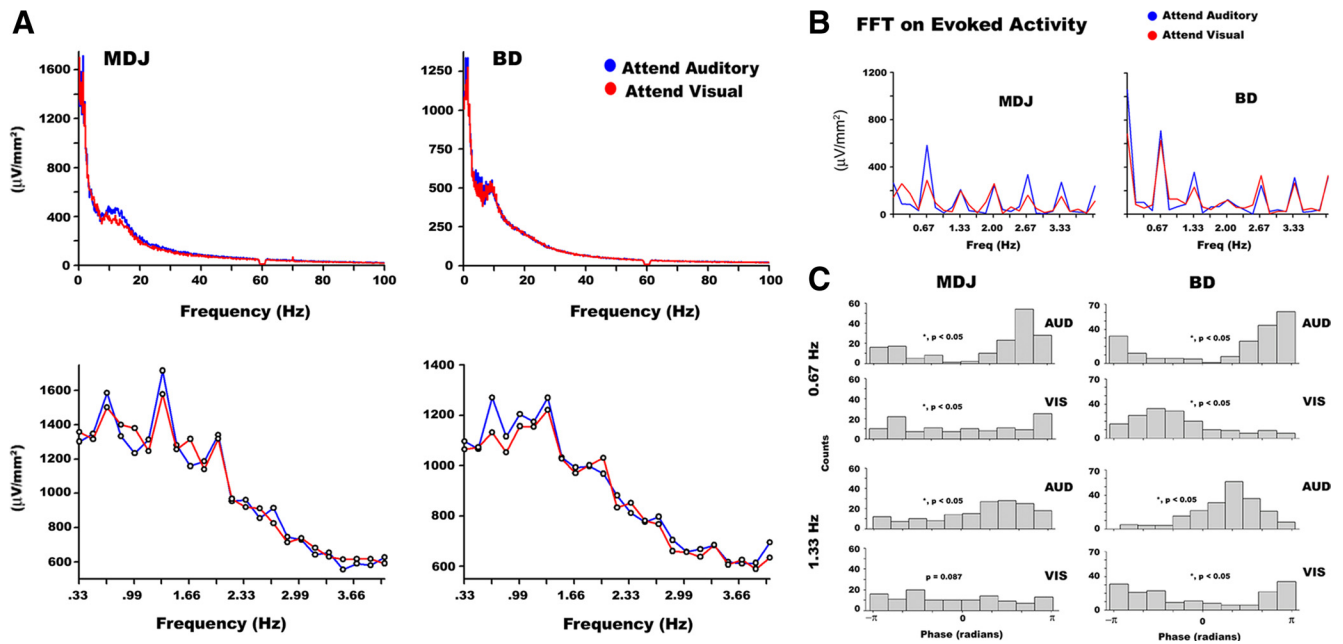 A
MDJ
BD
Attend Auditory
Attend Visual
(μV/mm²)
1600
1200
800
400
0
1250
1000
750
500
250
0
0 20 40 60 80 100
0 20 40 60 80 100
Frequency (Hz)
Frequency (Hz)
(μV/mm²)
1600
1400
1200
1000
800
600
1400
1200
1000
800
600
.33 .99 1.66 2.33 2.99 3.66
.33 .99 1.66 2.33 2.99 3.66
Frequency (Hz)
Frequency (Hz)
B FFT on Evoked Activity
Attend Auditory
Attend Visual
(μV/mm²)
1200
800
400
0
MDJ
BD
0.67 1.33 2.00 2.67 3.33
0.67 1.33 2.00 2.67 3.33
Freq (Hz)
Freq (Hz)
C
MDJ
BD
0.67 Hz
1.33 Hz
Counts
60
40
20
0
*, p < 0.05
AUD
70
40
0
*, p < 0.05
AUD
60
40
20
0
*, p < 0.05
VIS
70
40
0
*, p < 0.05
VIS
60
40
20
0
*, p < 0.05
AUD
70
40
0
*, p < 0.05
AUD
60
40
20
0
p = 0.087
VIS
70
40
0
*, p < 0.05
VIS
−π 0 π
−π 0 π
Phase (radians)
Phase (radians)